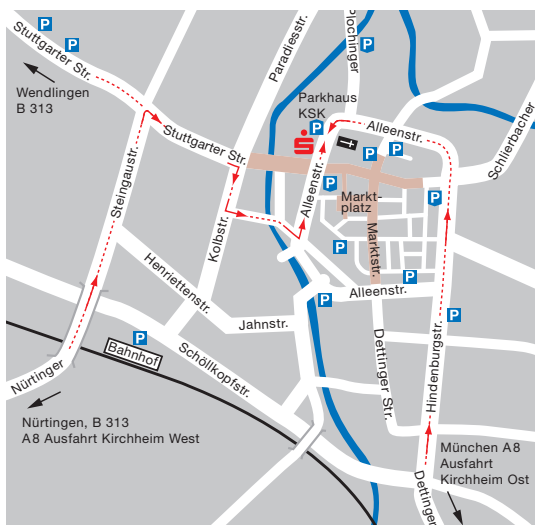 Stuttgarter Str.
P
P
Wendlingen
B 313
Paradiesstr.
Plochinger
P
Parkhaus
KSK
P
Alleenstr.
Schlierbacher
Stuttgarter Str.
P
P
Steingaustr.
Alleenstr.
P
Markt-
platz
P
Kolbstr.
Marktstr.
P
P
Henriettenstr.
P
Alleenstr.
P
Jahnstr.
P
Bahnhof
Schöllkopfstr.
Dettinger Str.
Hindenburgstr.
Nürtinger
Nürtingen, B 313
A8 Ausfahrt Kirchheim West
München A8
Ausfahrt
Kirchheim Ost
Dettinger